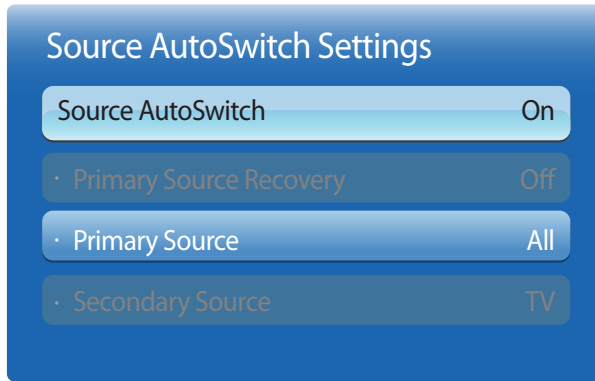 Source AutoSwitch Settings
Source AutoSwitch On
· Primary Source Recovery Off
· Primary Source All
· Secondary Source TV